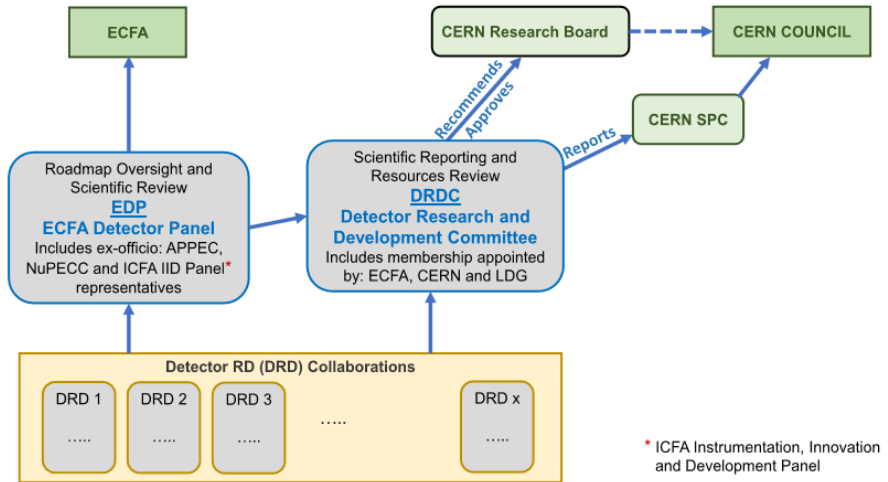 ECFA
CERN Research Board
CERN COUNCIL
Recommends
Approves
Reports
CERN SPC
Roadmap Oversight and
Scientific Review
EDP
ECFA Detector Panel
Includes ex-officio: APPEC,
NuPECC and ICFA IID Panel*
representatives
Scientific Reporting and
Resources Review
DRDC
Detector Research and
Development Committee
Includes membership appointed
by: ECFA, CERN and LDG
Detector RD (DRD) Collaborations
DRD 1
…..
DRD 2
…..
DRD 3
…..
…..
DRD x
…..
* ICFA Instrumentation, Innovation
and Development Panel